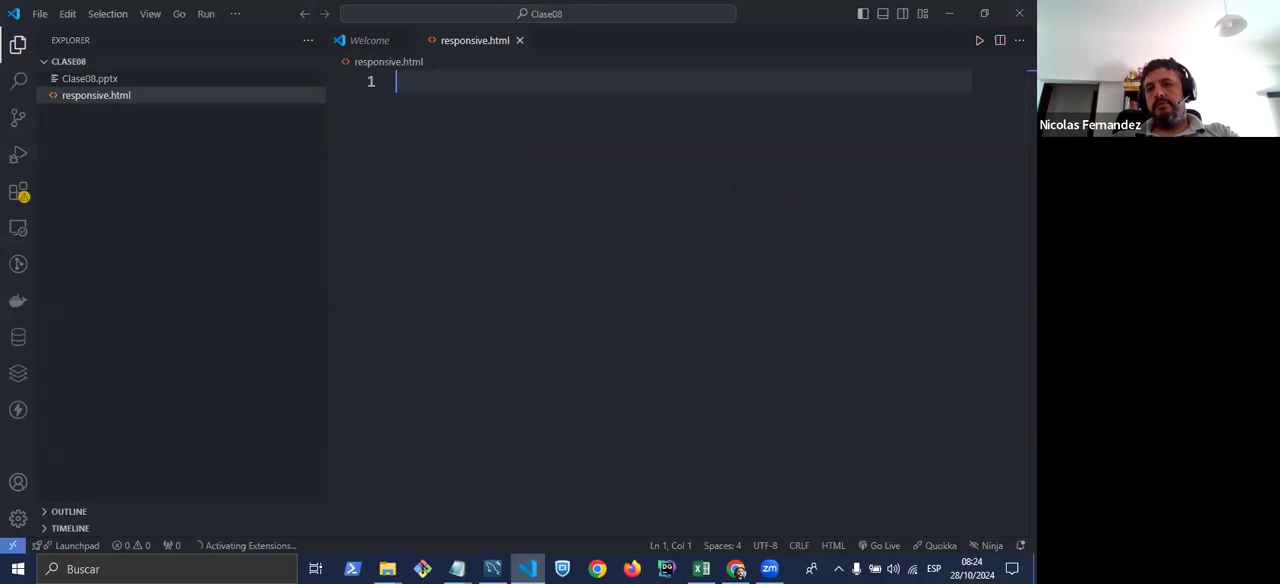 File Edit Selection View Go Run ··· Clase08
EXPLORER ··· Welcome responsive.html
CLASE08 responsive.html
Clase08.pptx
responsive.html
1
Nicolas Fernandez
OUTLINE
TIMELINE
Launchpad 0 0 0 Activating Extensions... Ln 1, Col 1 Spaces: 4 UTF-8 CRLF HTML Go Live Quokka Ninja
Buscar DG zm ESP 08:24
28/10/2024